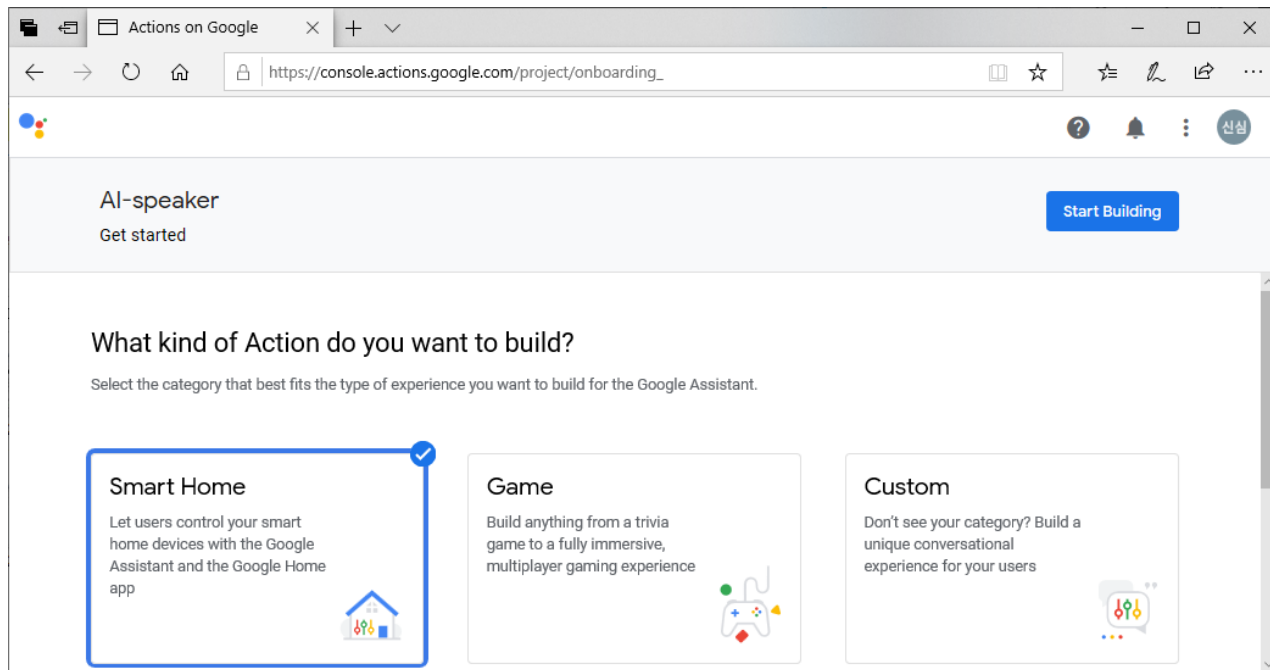 Actions on Google
https://console.actions.google.com/project/onboarding_
신심
AI-speaker
Start Building
Get started
What kind of Action do you want to build?
Select the category that best fits the type of experience you want to build for the Google Assistant.
Smart Home
Let users control your smart
home devices with the Google
Assistant and the Google Home
app
Game
Build anything from a trivia
game to a fully immersive,
multiplayer gaming experience
Custom
Don't see your category? Build a
unique conversational
experience for your users